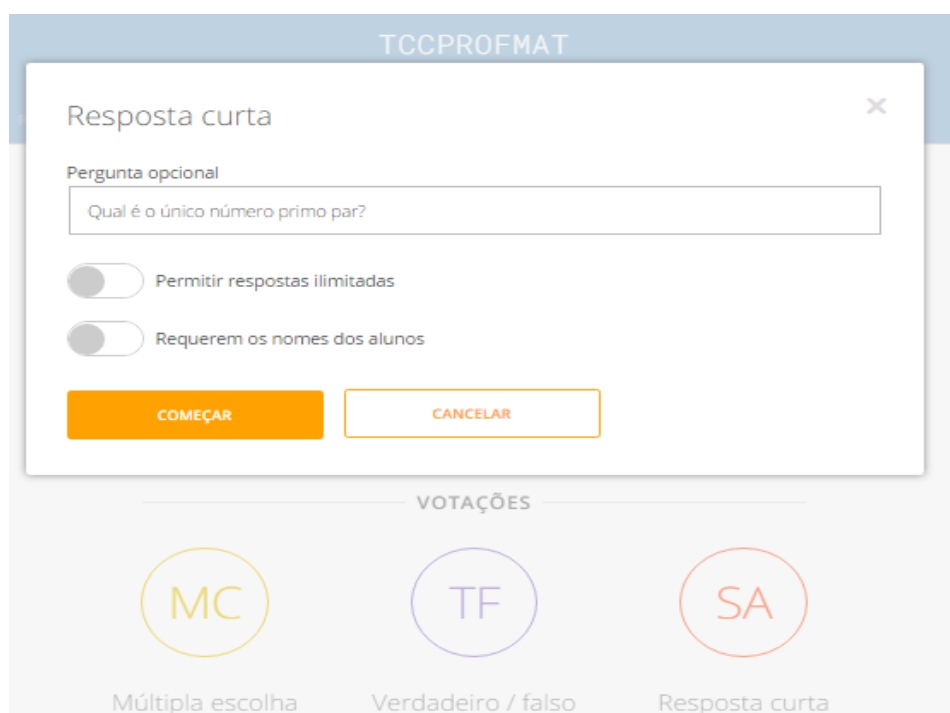 TCCPROFMAT
Resposta curta
×
Pergunta opcional
Qual é o único número primo par?
Permitir respostas ilimitadas
Requerem os nomes dos alunos
COMEÇAR
CANCELAR
VOTAÇÕES
MC
TF
SA
Múltipla escolha
Verdadeiro / falso
Resposta curta